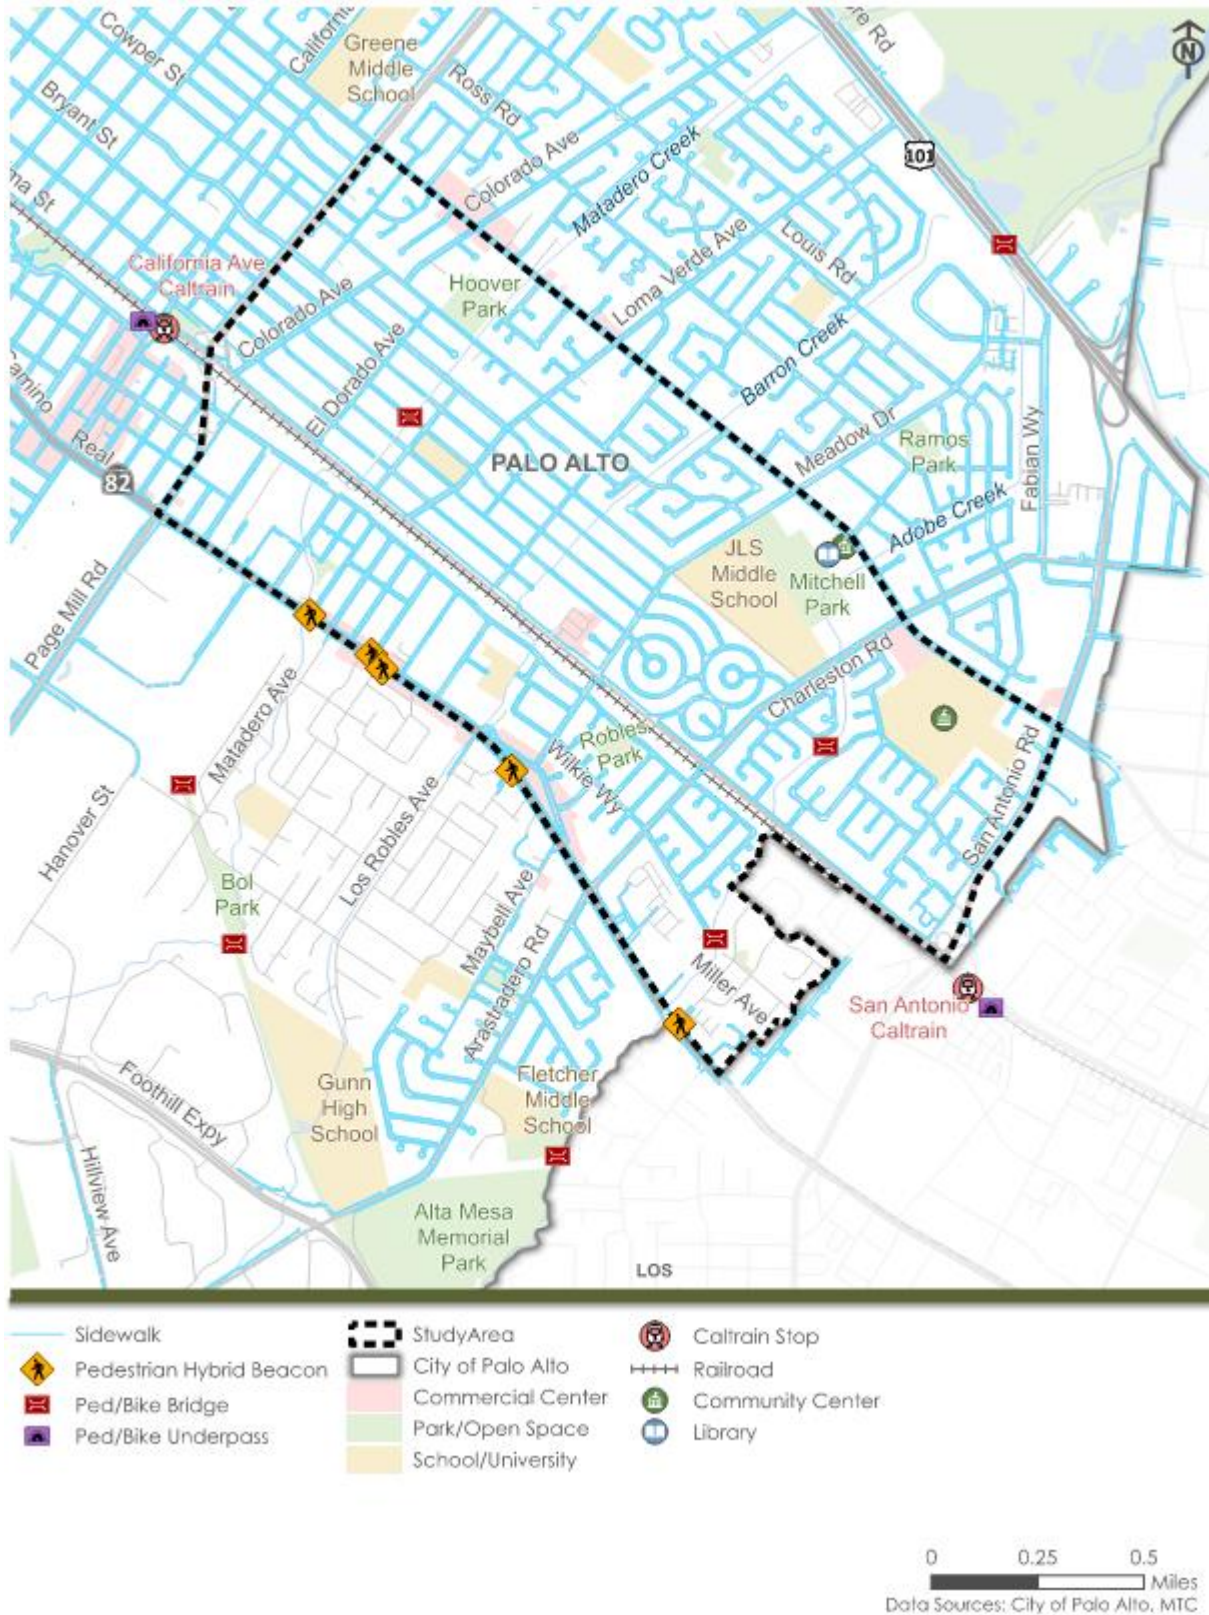 Cowper St
California
Greene
Middle
School
Ross Rd
Bryant St
Colorado Ave
Matadero Creek
101
N
California Ave
Caltrain
Hoover
Park
Loma Verde Ave
Louis Rd
Colorado Ave
El Dorado Ave
Barron Creek
Real
82
PALO ALTO
Meadow Dr
Ramos
Park
Fabian Wy
Adobe Creek
JLS
Middle
School
Mitchell
Park
Page Mill Rd
Matadero Ave
Charleston Rd
Robles
Park
Wilkie Wy
San Antonio Rd
Hanover St
Los Robles Ave
Bol
Park
Maybell Ave
Arastradero Rd
Miller Ave
San Antonio
Caltrain
Foothill Expy
Gunn
High
School
Fletcher
Middle
School
Hillview Ave
Alta Mesa
Memorial
Park
LOS
Sidewalk
Pedestrian Hybrid Beacon
Ped/Bike Bridge
Ped/Bike Underpass
StudyArea
City of Palo Alto
Commercial Center
Park/Open Space
School/University
Caltrain Stop
Railroad
Community Center
Library
0 0.25 0.5
Miles
Data Sources: City of Palo Alto, MTC